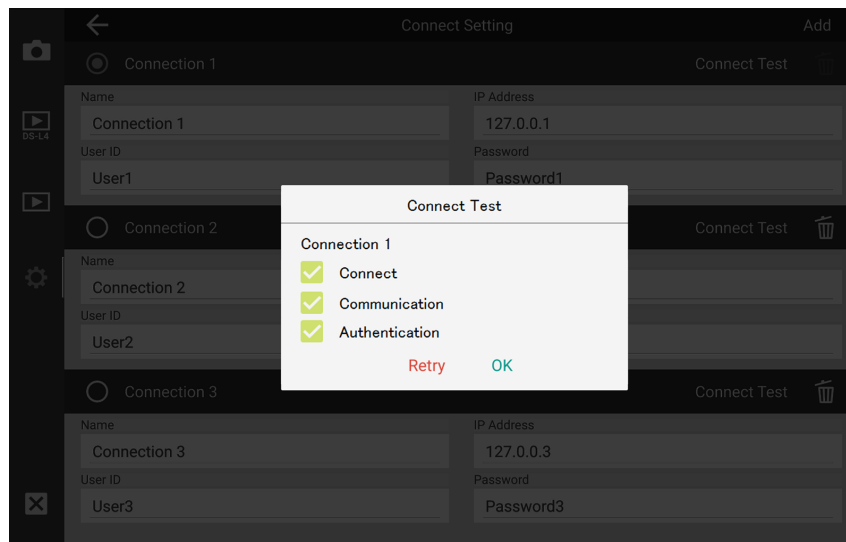 Connect Setting Add
Connection 1 Connect Test
Name IP Address
Connection 1 127.0.0.1
DS-L4
User ID Password
User1 Password1
Connect Test
Connection 2 Connect Test
Connection 1
Name
Connect
Connection 2
Communication
User ID
Authentication
User2
Retry OK
Connection 3 Connect Test
Name IP Address
Connection 3 127.0.0.3
User ID Password
User3 Password3